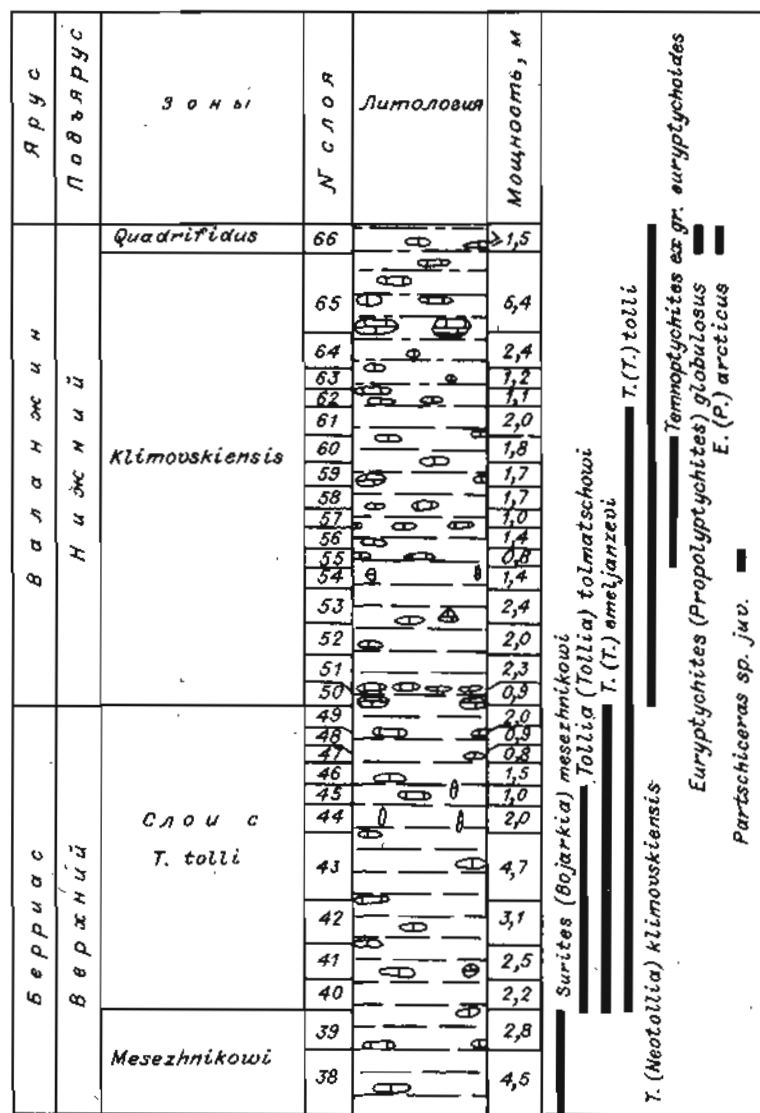 Ярус
Подъярус
Зоны
N слоя
Литология
Мощность, м
Валанжин
Нижний
Берриас
Верхний
Quadrifidus 66 1,5
Klimovskiensis
65 6,4
64 2,4
63 1,2
62 1,1
61 2,0
60 1,8
59 1,7
58 1,7
57 1,0
56 1,4
55 0,8
54 1,4
53 2,4
52 2,0
51 2,3
50 0,9
Слои с
T. tolli
49 2,0
48 0,9
47 0,8
46 1,5
45 1,0
44 2,0
43 4,7
42 3,1
41 2,5
40 2,2
Mesezhnikowi
39 2,8
38 4,5
Surites (Bojarkia) mesezhnikowi
Tollia (Tollia) tolmatschowi
T. (T.) emeljanzevi
T. (T.) tolli
T. (Neotollia) klimovskiensis
Temnoptychites ex gr. euryptychoides
Euryptychites (Propolyptychites) globulosus
E. (P.) arcticus
Partschiceras sp. juv.